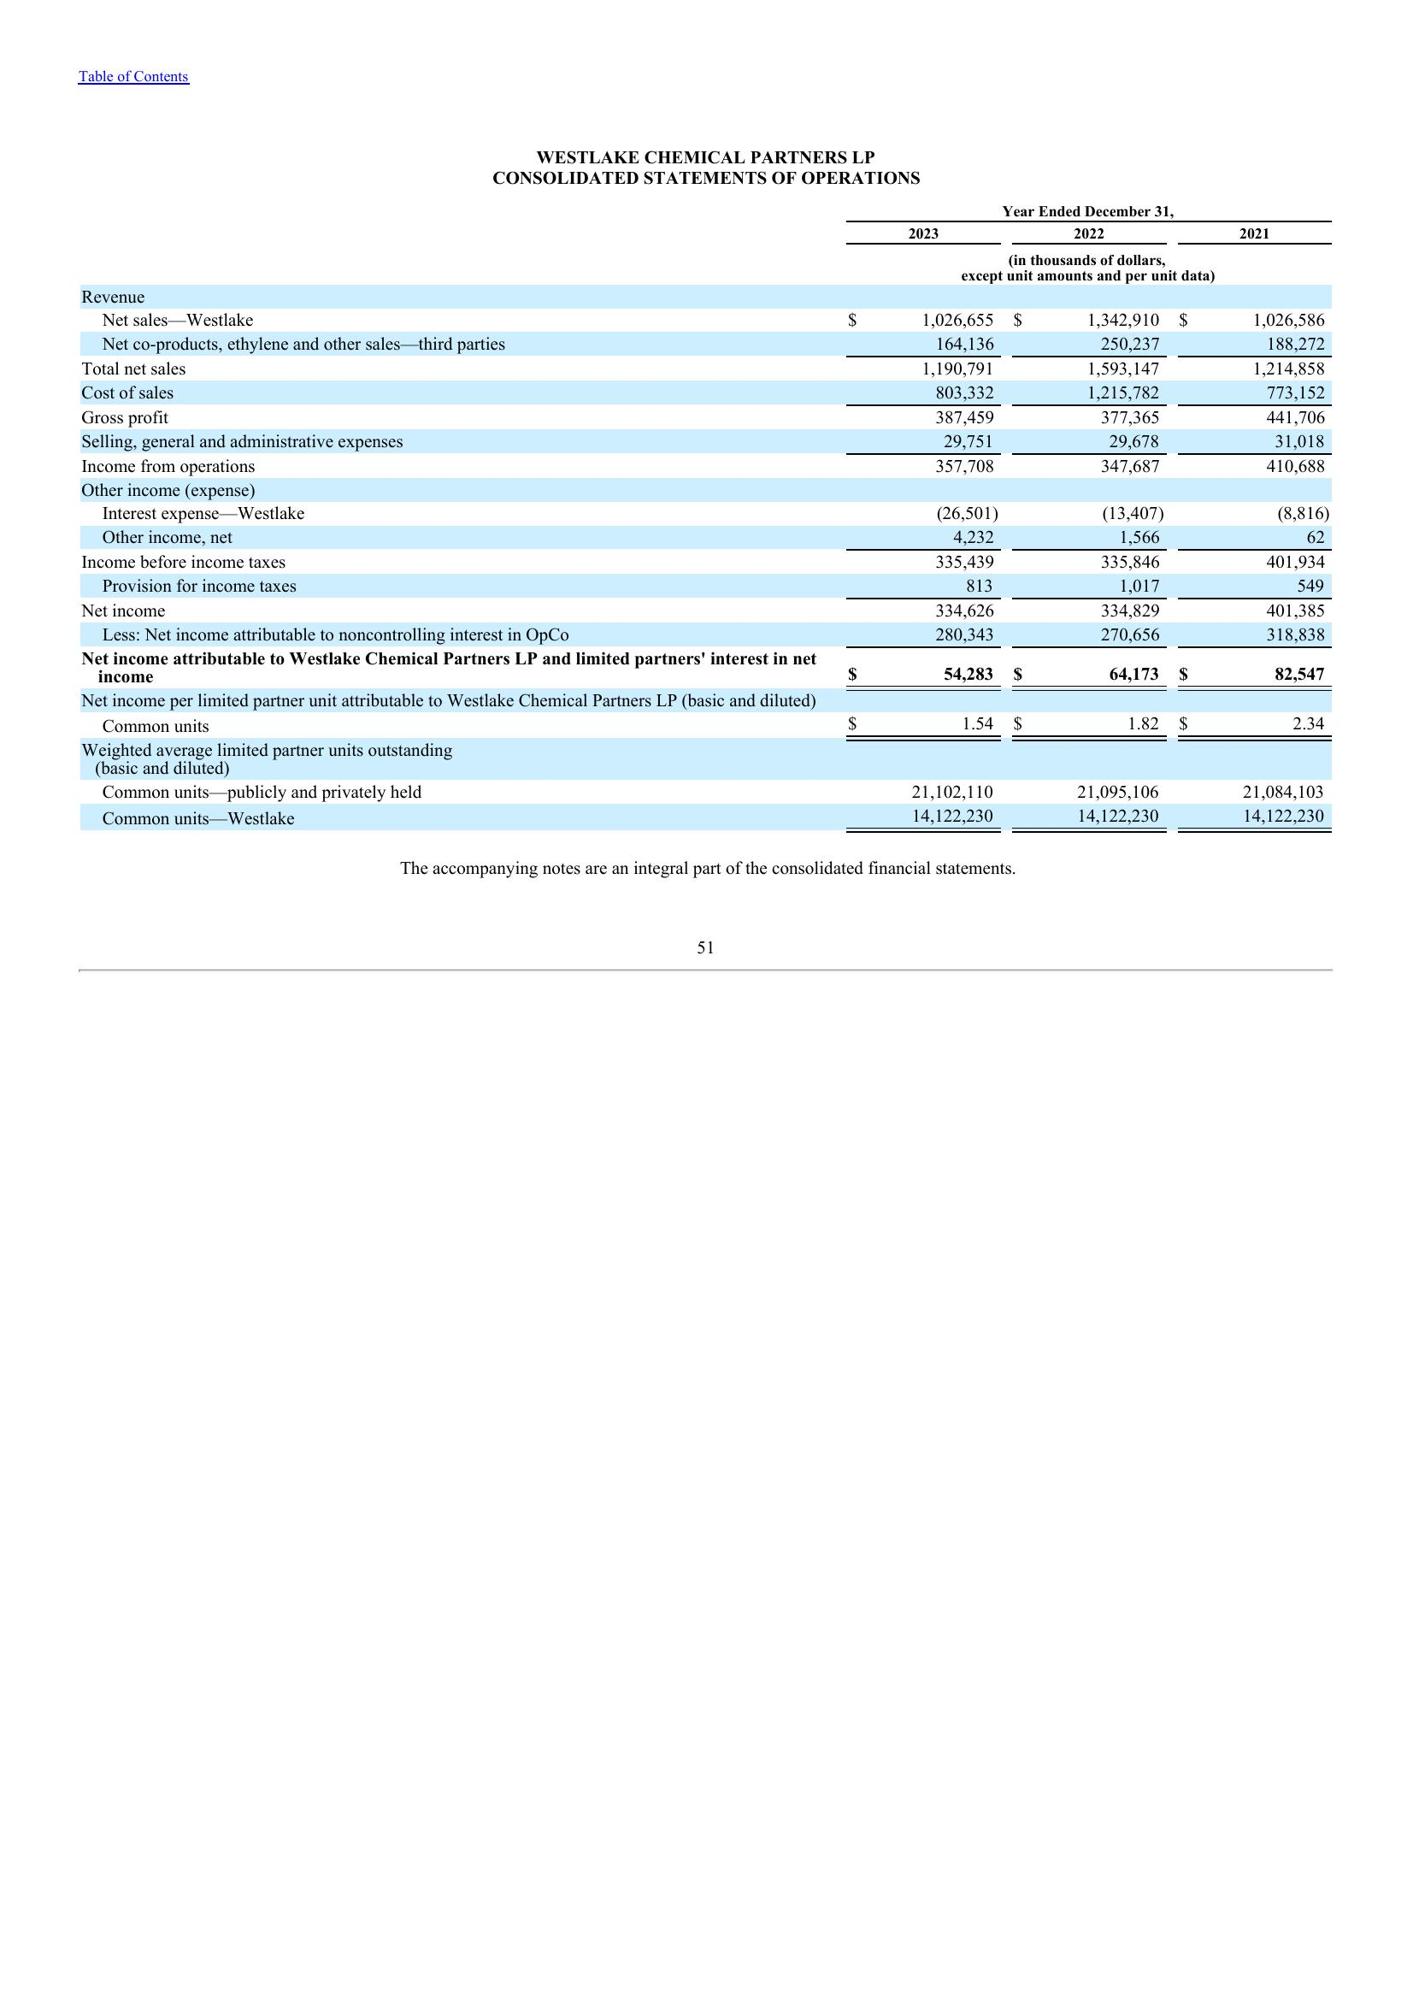 Table of Contents
WESTLAKE CHEMICAL PARTNERS LP
CONSOLIDATED STATEMENTS OF OPERATIONS
Year Ended December 31,
2023 2022 2021
(in thousands of dollars,
except unit amounts and per unit data)
Revenue
Net sales—Westlake $ 1,026,655 $ 1,342,910 $ 1,026,586
Net co-products, ethylene and other sales—third parties 164,136 250,237 188,272
Total net sales 1,190,791 1,593,147 1,214,858
Cost of sales 803,332 1,215,782 773,152
Gross profit 387,459 377,365 441,706
Selling, general and administrative expenses 29,751 29,678 31,018
Income from operations 357,708 347,687 410,688
Other income (expense)
Interest expense—Westlake (26,501) (13,407) (8,816)
Other income, net 4,232 1,566 62
Income before income taxes 335,439 335,846 401,934
Provision for income taxes 813 1,017 549
Net income 334,626 334,829 401,385
Less: Net income attributable to noncontrolling interest in OpCo 280,343 270,656 318,838
Net income attributable to Westlake Chemical Partners LP and limited partners' interest in net
income $ 54,283 $ 64,173 $ 82,547
Net income per limited partner unit attributable to Westlake Chemical Partners LP (basic and diluted)
Common units $ 1.54 $ 1.82 $ 2.34
Weighted average limited partner units outstanding
(basic and diluted)
Common units—publicly and privately held 21,102,110 21,095,106 21,084,103
Common units—Westlake 14,122,230 14,122,230 14,122,230
The accompanying notes are an integral part of the consolidated financial statements.
51